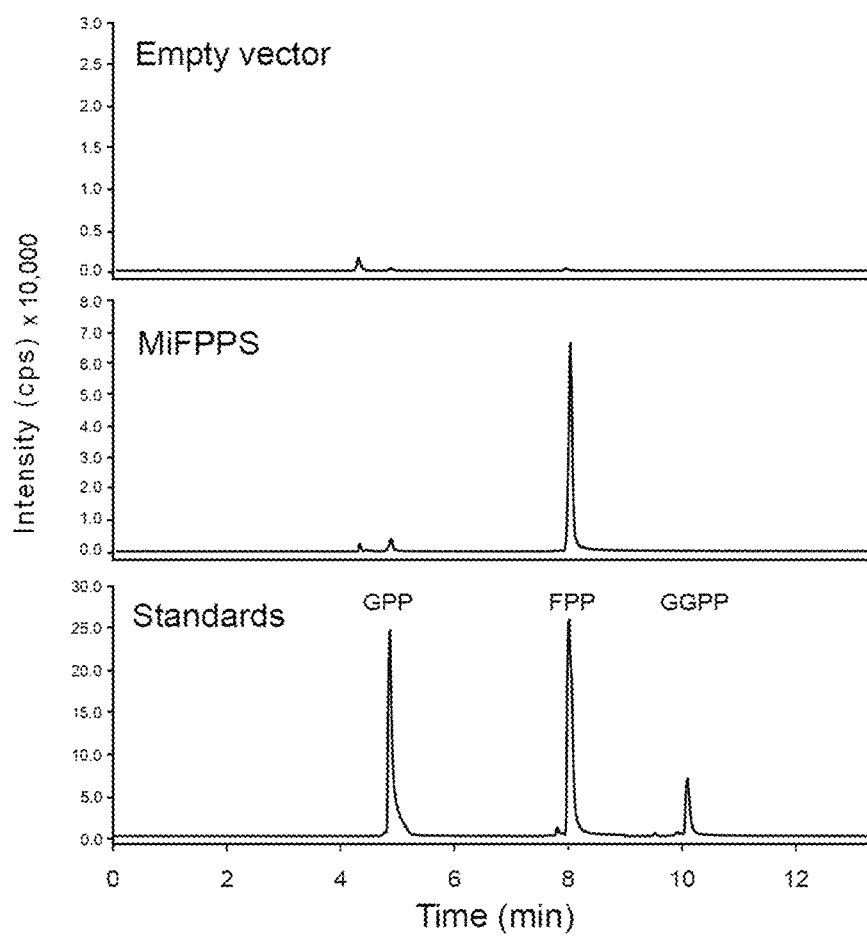 Empty vector
3.0
2.5
2.0
1.5
1.0
0.5
0.0
Intensity (cps) x 10,000
MiFPPS
8.0
7.0
6.0
5.0
4.0
3.0
2.0
1.0
0.0
Standards
GPP
FPP
GGPP
30.0
25.0
20.0
15.0
10.0
5.0
0.0
0 2 4 6 8 10 12
Time (min)